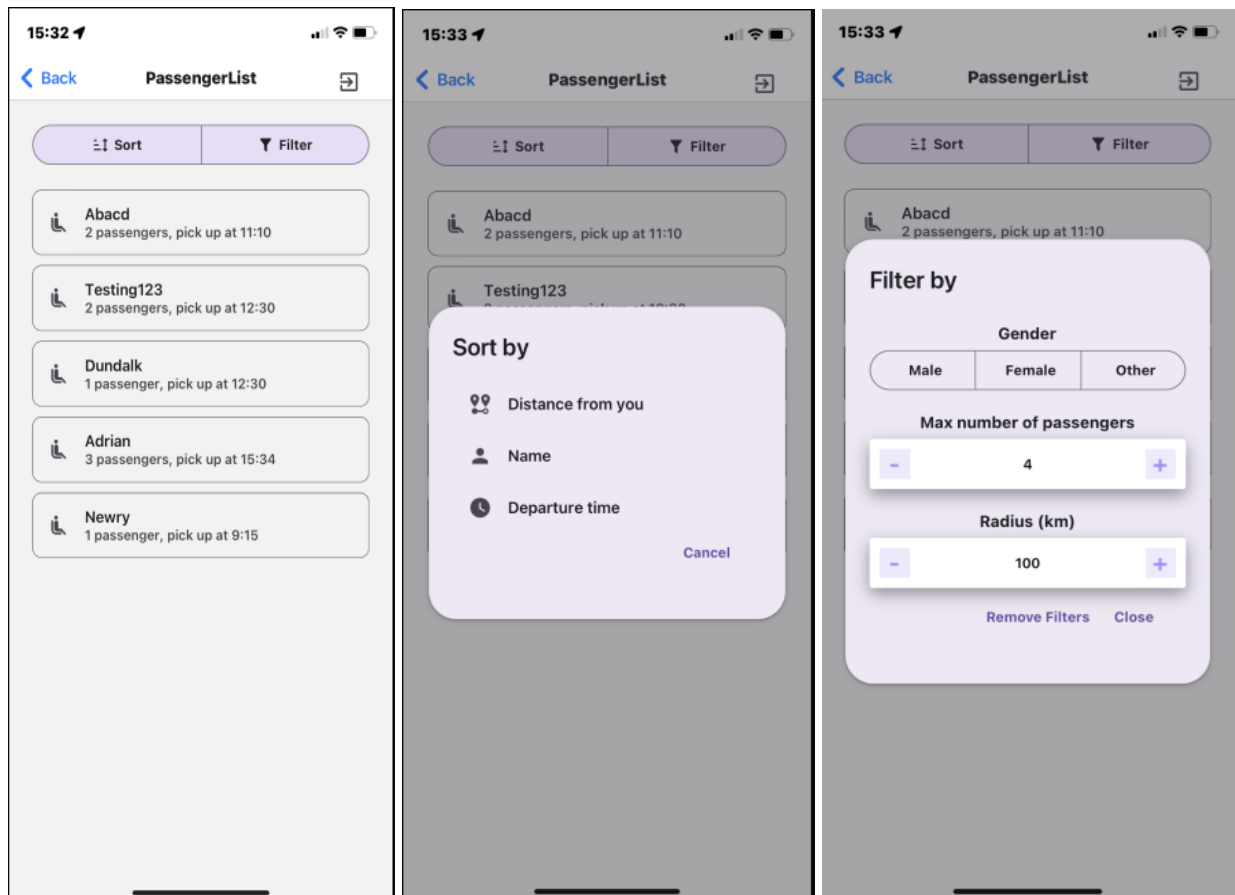 15:32
Back PassengerList
Sort Filter
Abacd
2 passengers, pick up at 11:10
Testing123
2 passengers, pick up at 12:30
Dundalk
1 passenger, pick up at 12:30
Adrian
3 passengers, pick up at 15:34
Newry
1 passenger, pick up at 9:15
15:33
Back PassengerList
Sort Filter
Abacd
2 passengers, pick up at 11:10
Testing123
Sort by
Distance from you
Name
Departure time
Cancel
15:33
Back PassengerList
Sort Filter
Abacd
2 passengers, pick up at 11:10
Filter by
Gender
Male Female Other
Max number of passengers
- 4 +
Radius (km)
- 100 +
Remove Filters Close